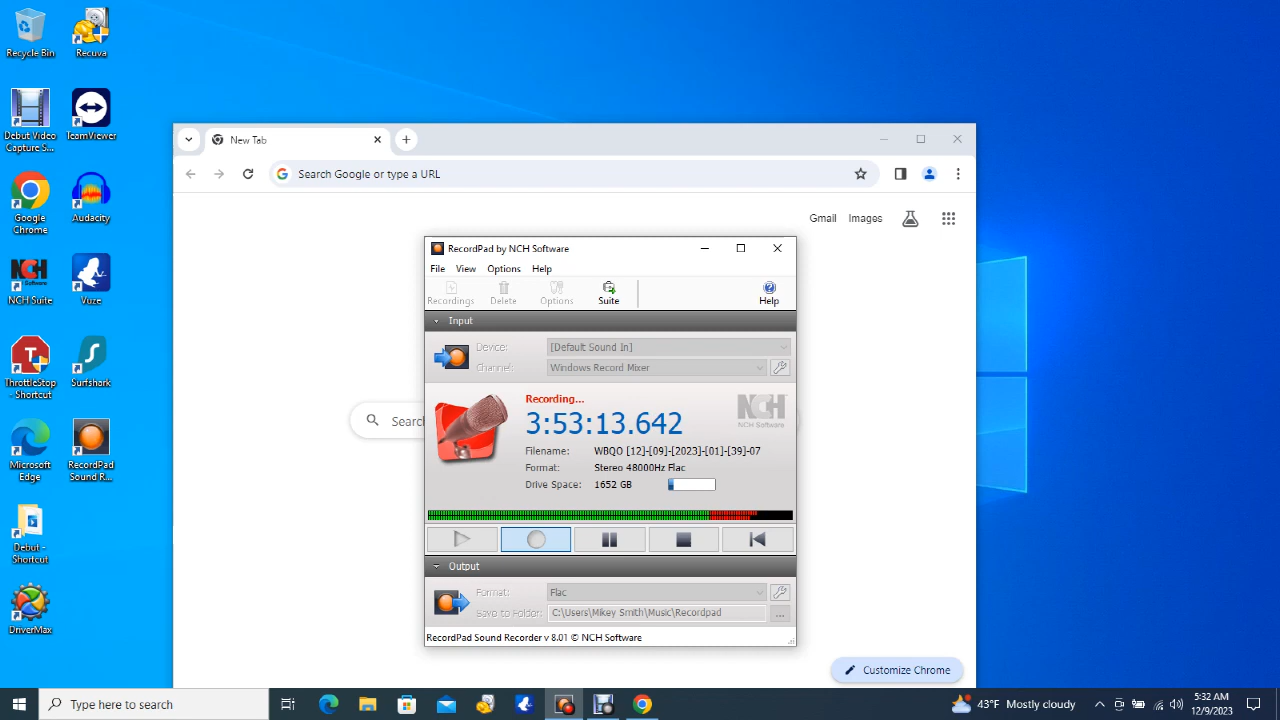 Recycle Bin
Recuva
Debut Video
Capture S...
TeamViewer
Google
Chrome
Audacity
NCH Suite
Vuze
ThrottleStop
- Shortcut
Surfshark
Microsoft
Edge
RecordPad
Sound R...
Debut -
Shortcut
DriverMax
New Tab
Search Google or type a URL
Gmail Images
Search
RecordPad by NCH Software
File View Options Help
Recordings Delete Options Suite Help
Input
Device: [Default Sound In]
Channel: Windows Record Mixer
Recording...
3:53:13.642
NCH
NCH Software
Filename: WBQO [12]-[09]-[2023]-[01]-[39]-07
Format: Stereo 48000Hz Flac
Drive Space: 1652 GB
Output
Format: Flac
Save to Folder: C:\Users\Mikey Smith\Music\Recordpad
...
RecordPad Sound Recorder v 8.01 © NCH Software
Customize Chrome
Type here to search
43°F Mostly cloudy
5:32 AM
12/9/2023